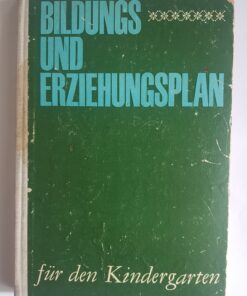 BILDUNGS
UND
ERZIEHUNGSPLAN
für den Kindergarten